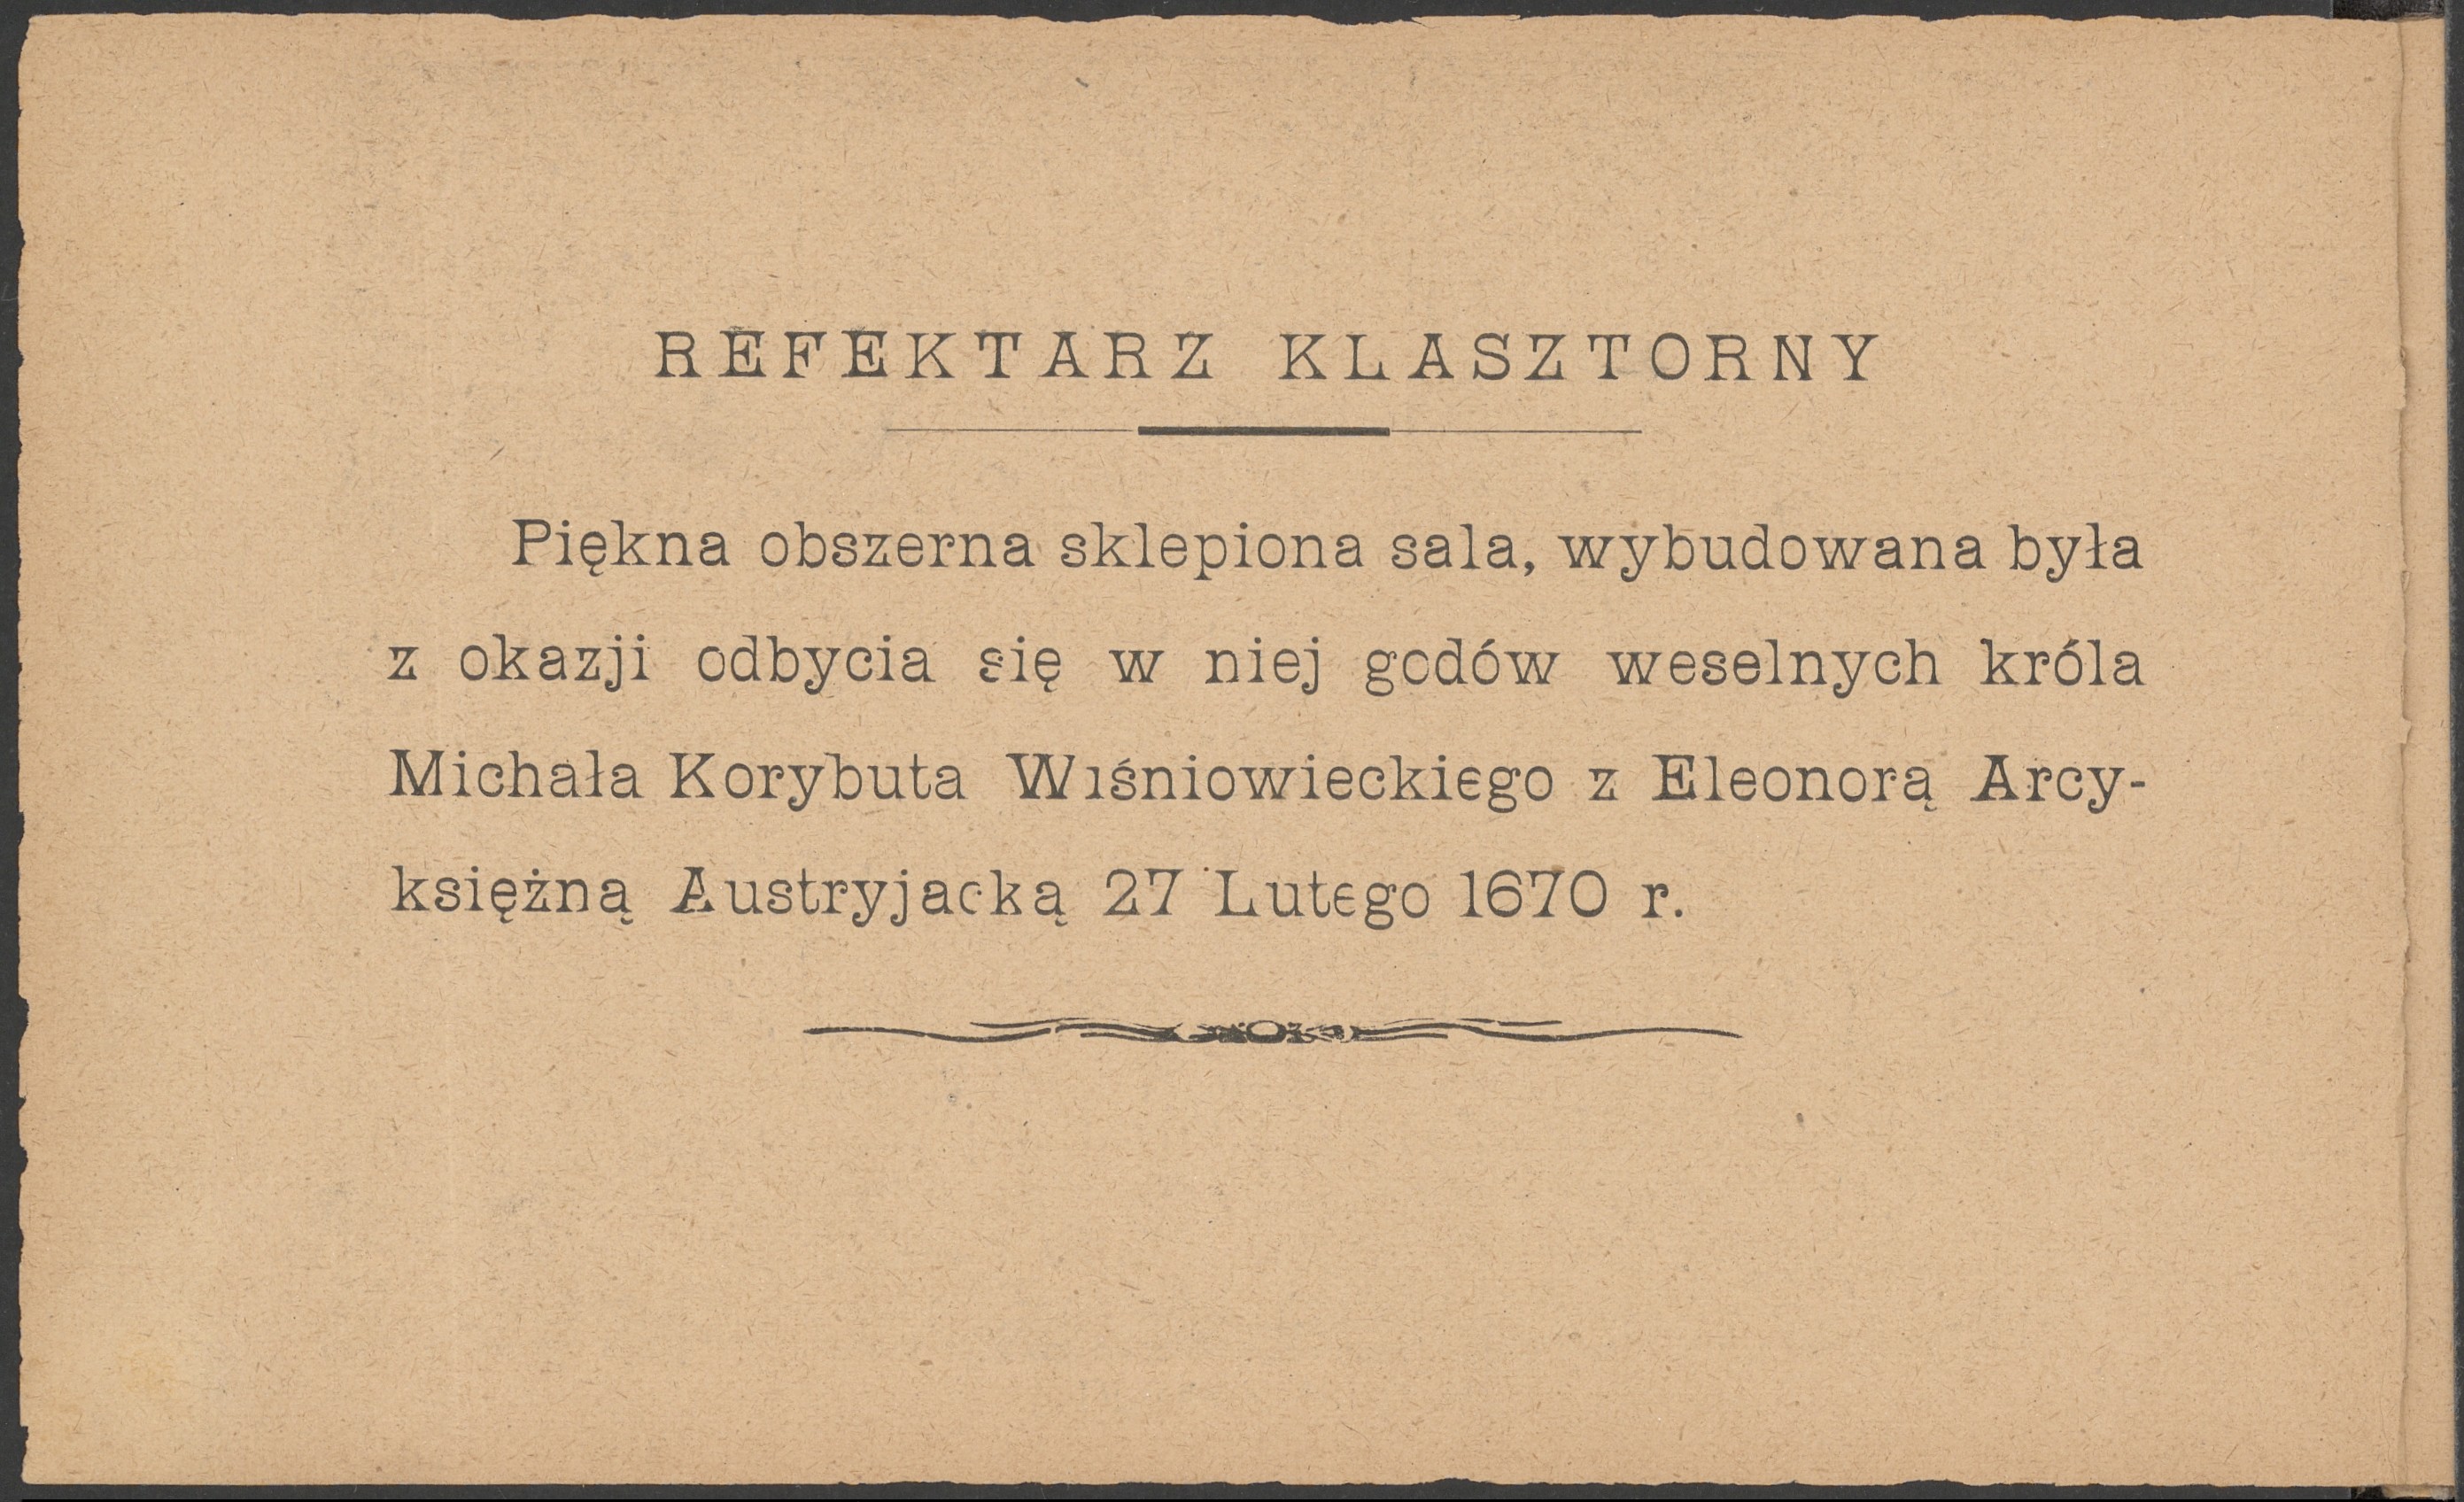 REFEKTARZ KLASZTORNY
Piękna obszerna sklepiona sala, wybudowana była
z okazji odbycia się w niej godów weselnych króla
Michała Korybuta Wiśniowieckiego z Eleonorą Arcy-
księżną Austryjacką 27 Lutego 1670 r.